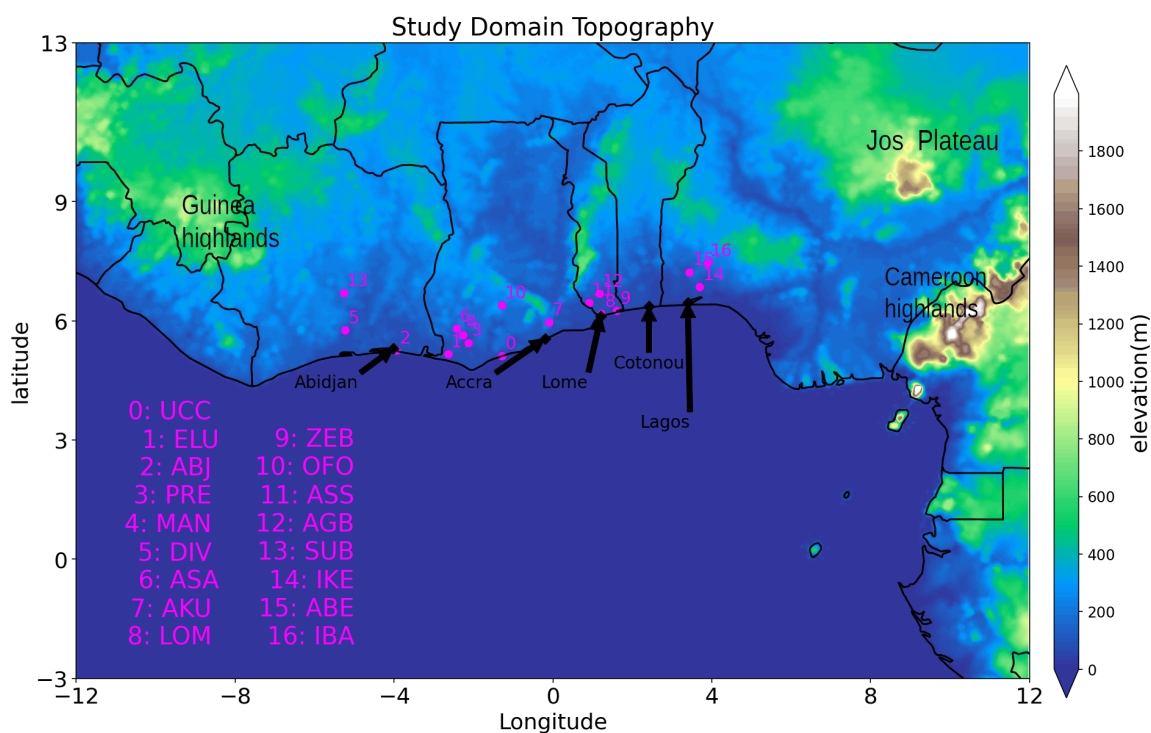 Study Domain Topography
13
9
6
3
0
−3
latitude
−12
−8
−4
0
4
8
12
Longitude
Guinea
highlands
Jos Plateau
Cameroon
highlands
16
15
14
13
12
11
10
9
8
7
6
4
3
5
2
1
0
Abidjan
Accra
Lome
Cotonou
Lagos
0: UCC
1: ELU
2: ABJ
3: PRE
4: MAN
5: DIV
6: ASA
7: AKU
8: LOM
9: ZEB
10: OFO
11: ASS
12: AGB
13: SUB
14: IKE
15: ABE
16: IBA
1800
1600
1400
1200
1000
800
600
400
200
0
elevation(m)